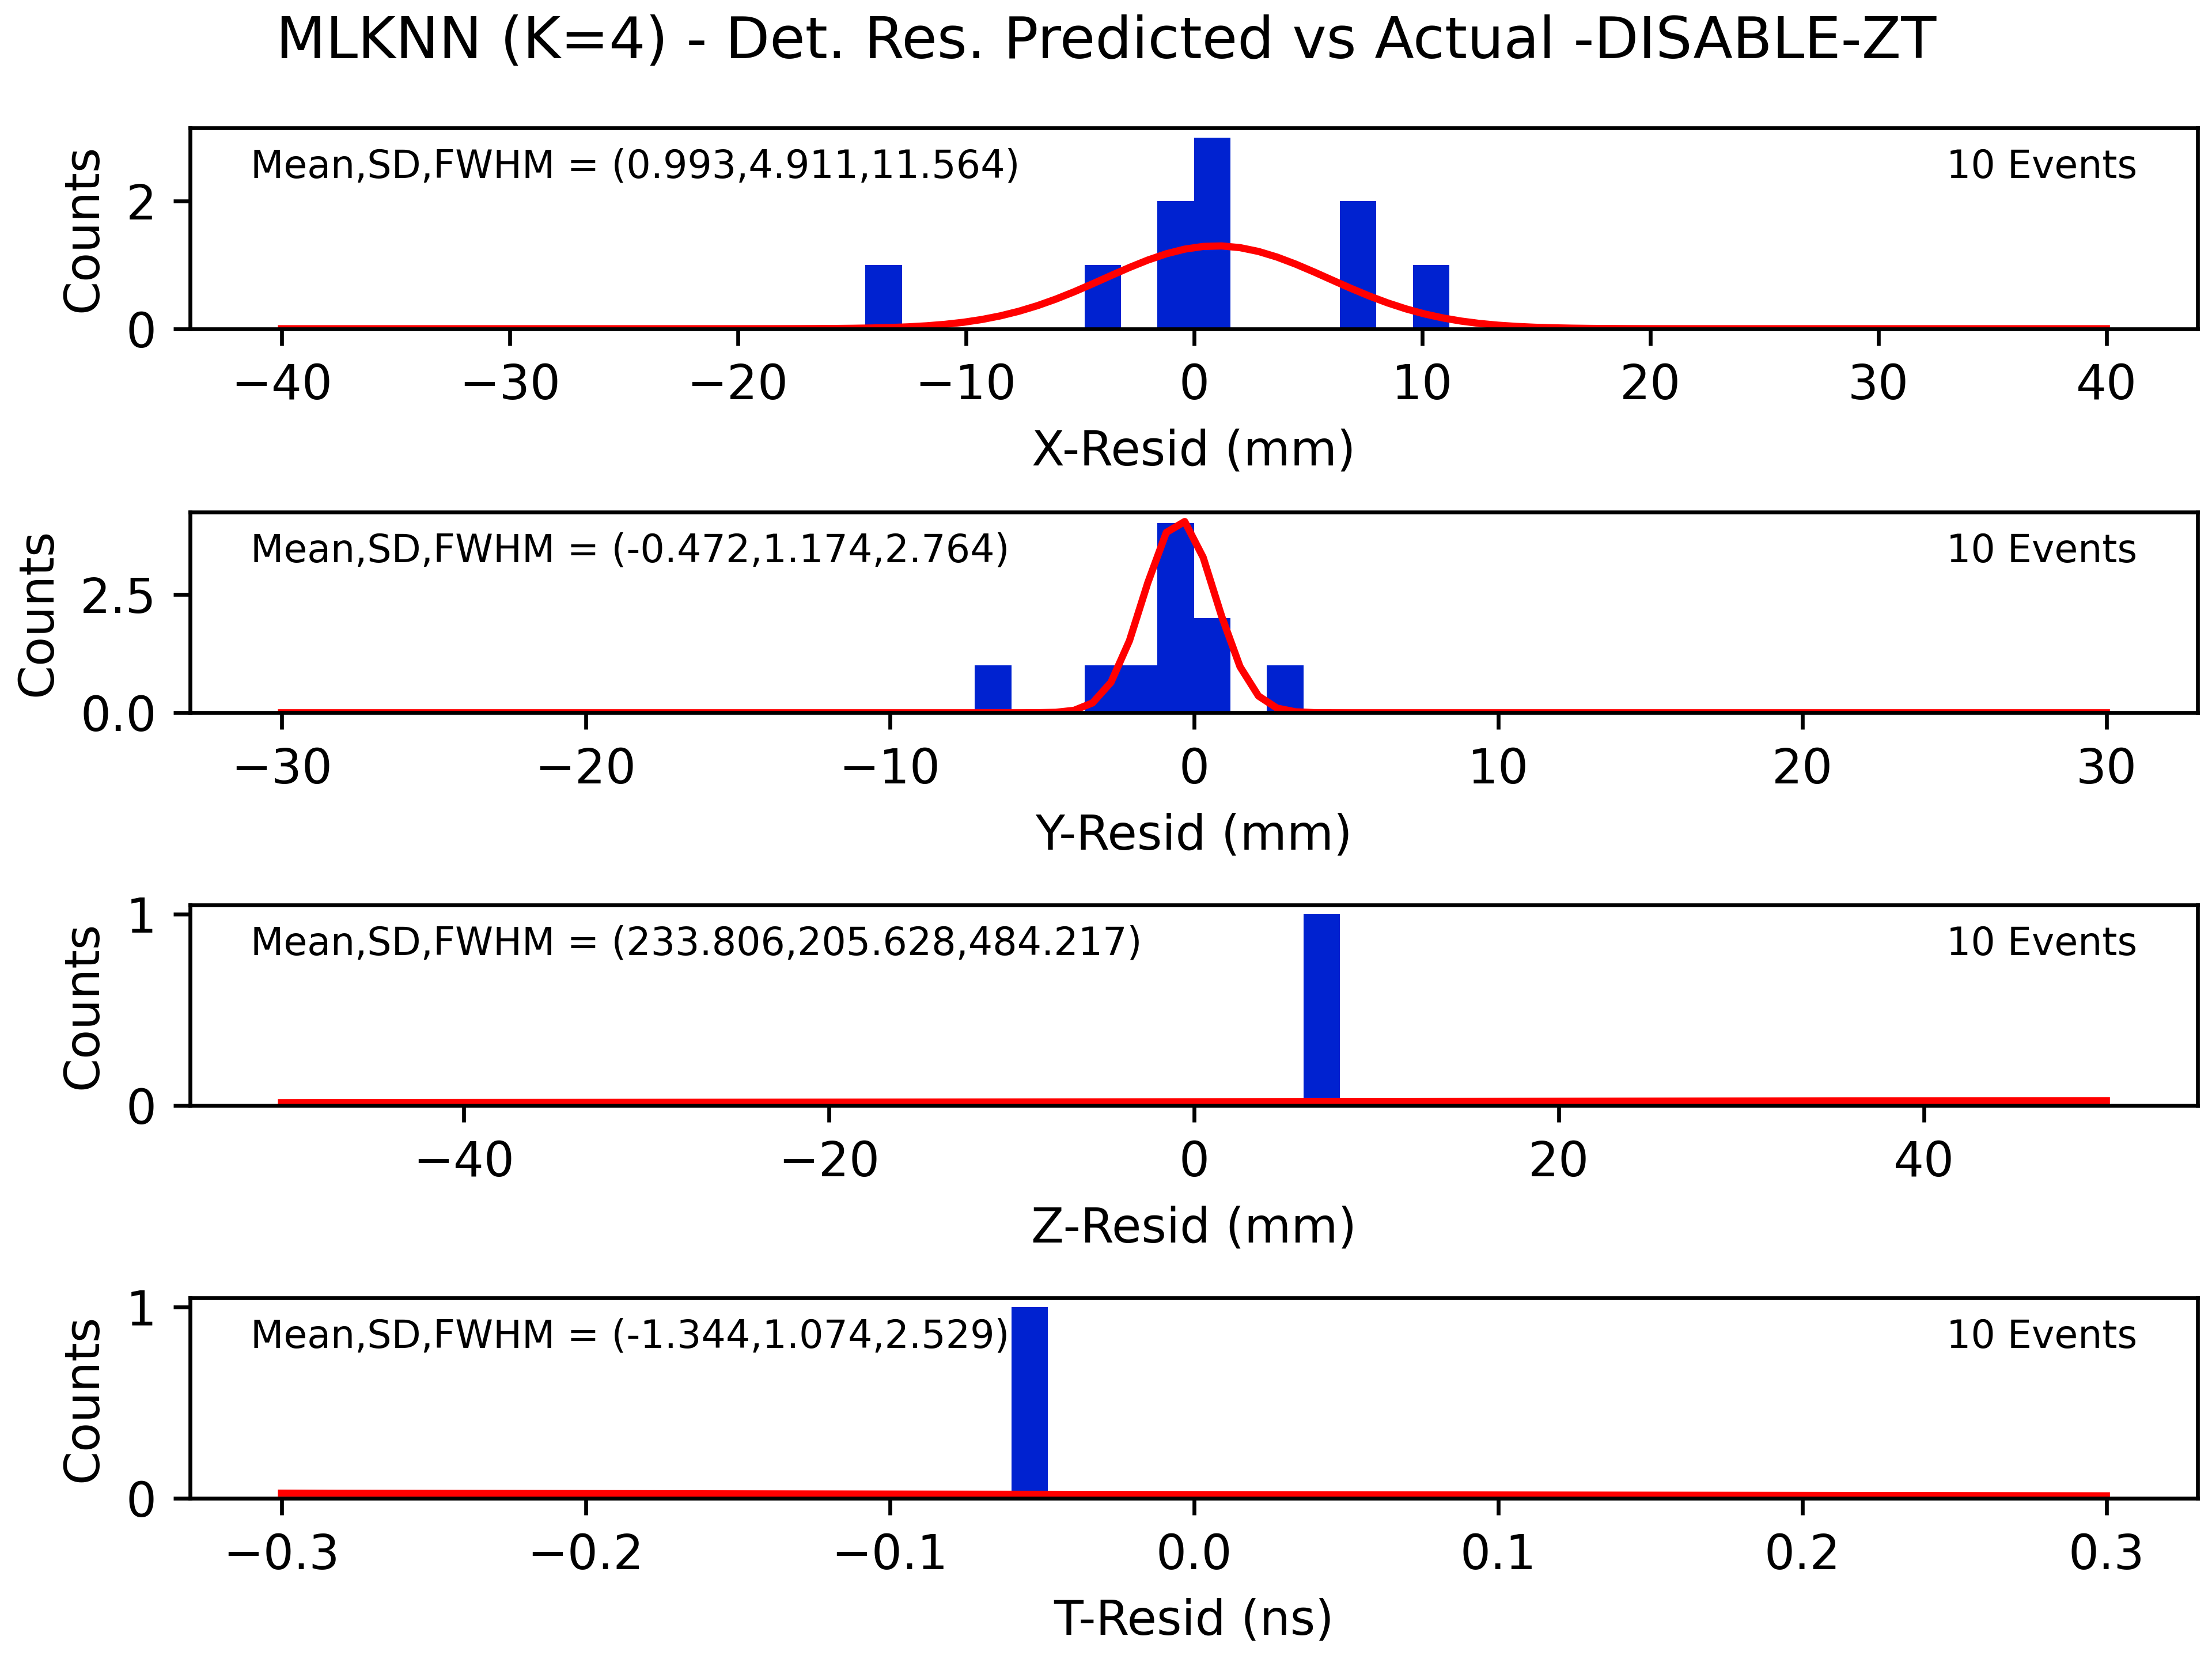 MLKNN (K=4) - Det. Res. Predicted vs Actual -DISABLE-ZT
Mean,SD,FWHM = (0.993,4.911,11.564)
10 Events
Counts
2
0
−40 −30 −20 −10 0 10 20 30 40
X-Resid (mm)
Mean,SD,FWHM = (-0.472,1.174,2.764)
10 Events
Counts
2.5
0.0
−30 −20 −10 0 10 20 30
Y-Resid (mm)
1
Mean,SD,FWHM = (233.806,205.628,484.217)
10 Events
Counts
0
−40 −20 0 20 40
Z-Resid (mm)
1
Mean,SD,FWHM = (-1.344,1.074,2.529)
10 Events
Counts
0
−0.3 −0.2 −0.1 0.0 0.1 0.2 0.3
T-Resid (ns)